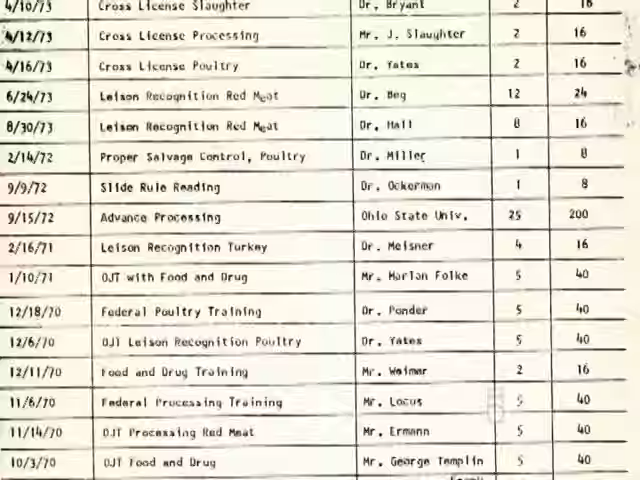 4/10/73 Cross License Slaughter Dr. Bryant 2 16
4/12/73 Cross License Processing Mr. J. Slaughter 2 16
4/16/73 Cross License Poultry Dr. Yates 2 16
6/24/73 Leison Recognition Red Meat Dr. Beg 12 24
8/30/73 Leison Recognition Red Meat Dr. Hall 8 16
2/14/72 Proper Salvage Control, Poultry Dr. Miller 1 8
9/9/72 Slide Rule Reading Dr. Ockerman 1 8
9/15/72 Advance Processing Ohio State Univ. 25 200
2/16/71 Leison Recognition Turkey Dr. Meisner 4 16
1/10/71 OJT with Food and Drug Mr. Harlan Folke 5 40
12/18/70 Federal Poultry Training Dr. Ponder 5 40
12/6/70 OJT Leison Recognition Poultry Dr. Yates 5 40
12/11/70 Food and Drug Training Mr. Weimar 2 16
11/6/70 Federal Processing Training Mr. Locus 5 40
11/14/70 OJT Processing Red Meat Mr. Ermann 5 40
10/3/70 OJT Food and Drug Mr. George Templin 5 40